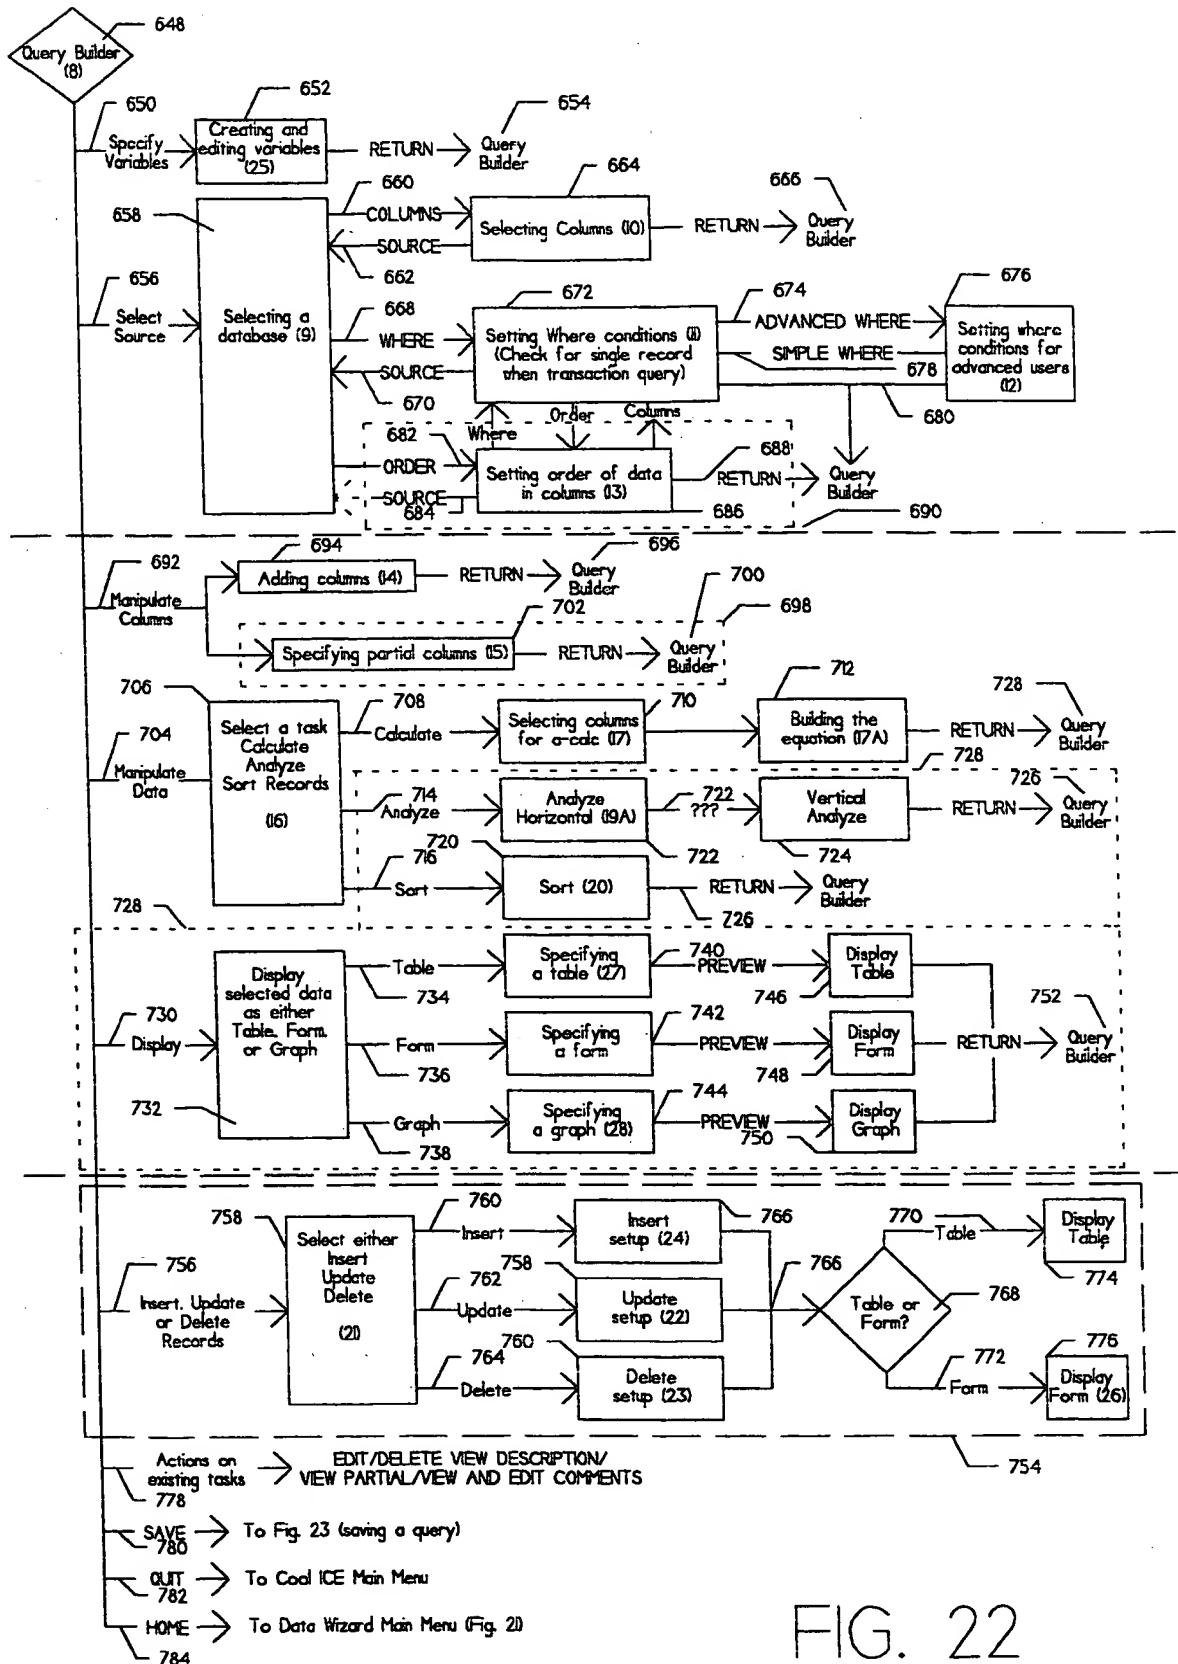 648
Query Builder
(8)
650
652
654
Specify
Variables
Creating and
editing variables
(25)
RETURN
Query
Builder
658
660
COLUMNS
SOURCE
662
664
Selecting Columns (10)
RETURN
666
Query
Builder
656
Select
Source
Selecting a
database (9)
668
WHERE
SOURCE
670
672
Setting Where conditions (11)
(Check for single record
when transaction query)
674
ADVANCED WHERE
SIMPLE WHERE
678
676
Setting where
conditions for
advanced users
(12)
680
Where
Order
Columns
682
ORDER
SOURCE
684
Setting order of data
in columns (13)
686
688
RETURN
Query
Builder
690
692
Manipulate
Columns
694
Adding columns (14)
RETURN
696
Query
Builder
700
698
702
Specifying partial columns (15)
RETURN
Query
Builder
706
704
Manipulate
Data
Select a task
Calculate
Analyze
Sort Records
(16)
708
Calculate
710
Selecting columns
for a-calc (17)
712
Building the
equation (17A)
RETURN
728
Query
Builder
728
714
Analyze
Analyze
Horizontal (19A)
722
???
722
Vertical
Analyze
724
RETURN
726
Query
Builder
716
Sort
720
Sort (20)
RETURN
726
Query
Builder
728
730
Display
Display
selected data
as either
Table, Form,
or Graph
732
Table
734
Specifying
a table (27)
740
PREVIEW
746
Display
Table
Form
736
Specifying
a form
742
PREVIEW
748
Display
Form
RETURN
752
Query
Builder
Graph
738
Specifying
a graph (28)
744
PREVIEW
750
Display
Graph
756
Insert, Update
or Delete
Records
758
Select either
Insert
Update
Delete
(21)
760
Insert
Insert
setup (24)
766
762
Update
758
Update
setup (22)
766
764
Delete
760
Delete
setup (23)
Table or
Form?
768
770
Table
Display
Table
774
772
Form
776
Display
Form (26)
754
Actions on
existing tasks
778
EDIT/DELETE VIEW DESCRIPTION/
VIEW PARTIAL/VIEW AND EDIT COMMENTS
SAVE
780
To Fig. 23 (saving a query)
QUIT
782
To Cool ICE Main Menu
HOME
784
To Data Wizard Main Menu (Fig. 21)
FIG. 22